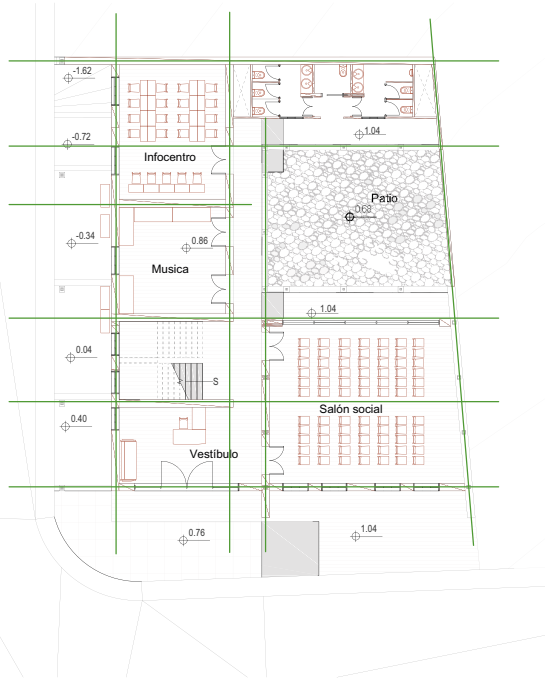 -1.62
-0.72
1.04
Infocentro
Patio
0.68
-0.34
0.86
Musica
1.04
0.04
S
0.40
Salón social
Vestíbulo
0.76
1.04